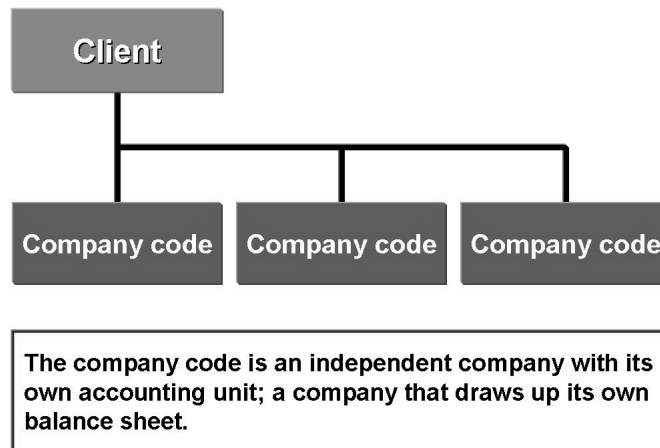 Client
Company code
Company code
Company code
The company code is an independent company with its
own accounting unit; a company that draws up its own
balance sheet.